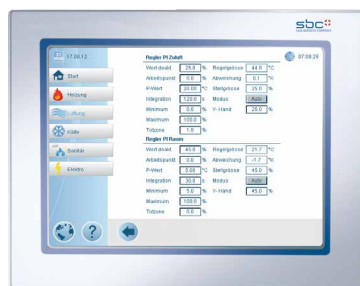 sbc
17.08.12
07:08:25
Regler PI Zuluft
Wert deakt 25.0 % Regelgrösse 44.9 °C
Arbeitspunkt 0.0 % Abweichung 0.1 °C
P-Wert 20.00 °C Stellgrösse 25.0 %
Integration 120.0 s Modus Auto
Minimum 0.0 % Y-Hand 25.0 %
Maximum 100.0 %
Totzone 1.0 %
Regler PI Raum
Wert deakt 45.0 % Regelgrösse 21.7 °C
Arbeitspunkt 0.0 % Abweichung -1.7 °C
P-Wert 5.00 °C Stellgrösse 45.0 %
Integration 30.0 s Modus Auto
Minimum 5.0 % Y-Hand 45.0 %
Maximum 100.0 %
Totzone 0.0 %
Start
Heizung
Lüftung
Kälte
Sanitär
Elektro
?